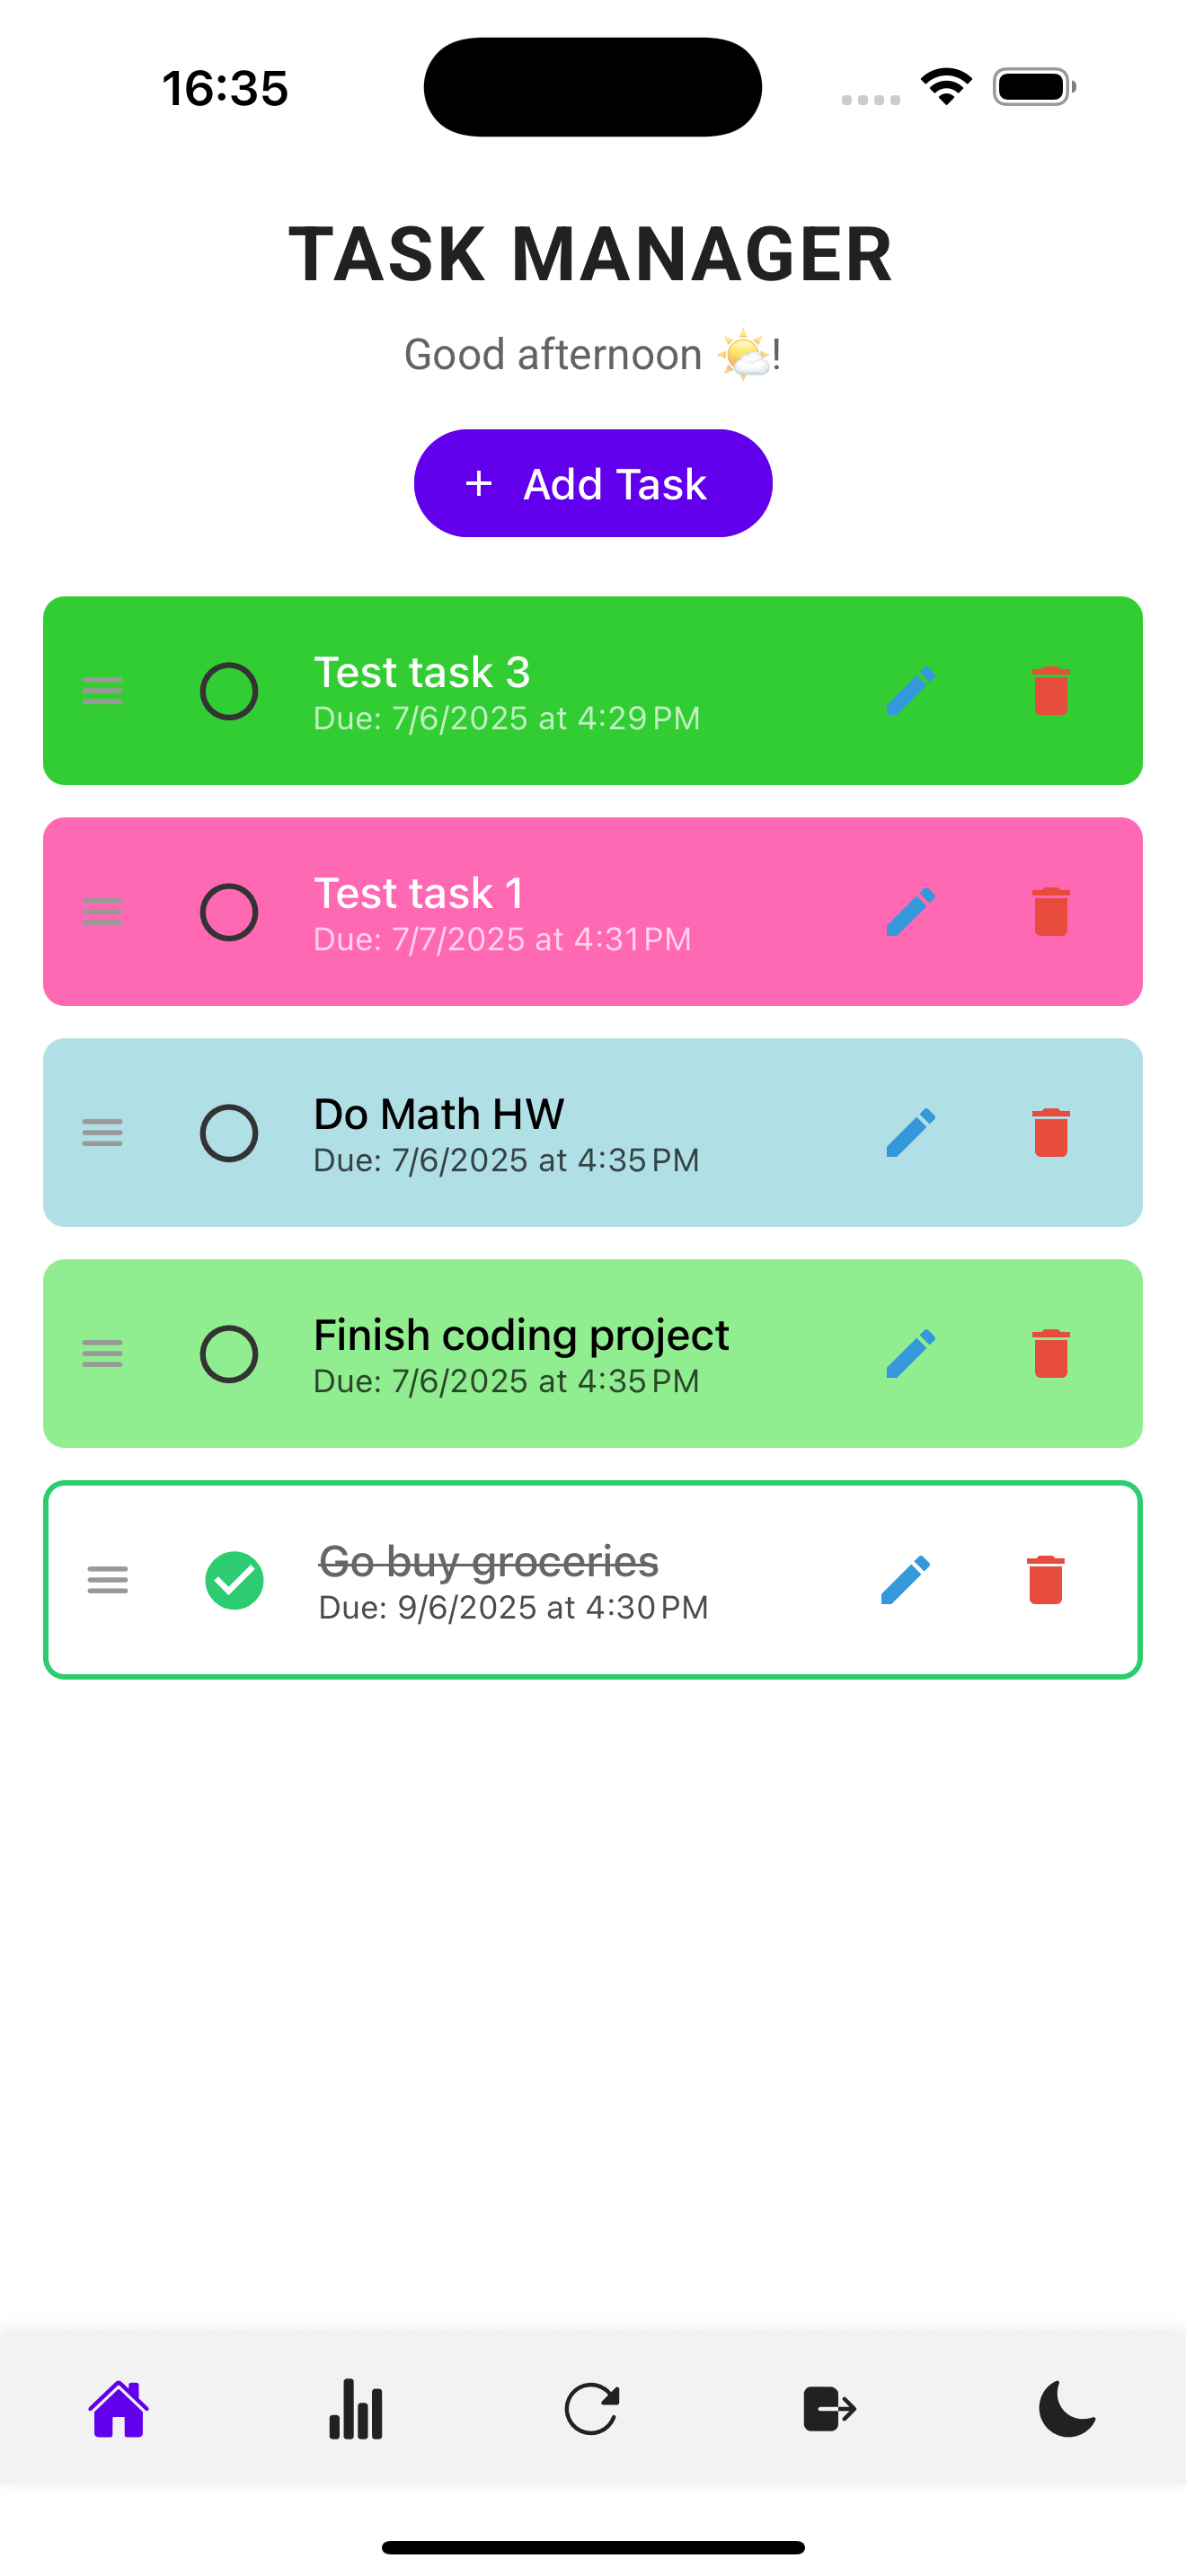 16:35
TASK MANAGER
Good afternoon 🌤️!
+ Add Task
Test task 3
Due: 7/6/2025 at 4:29 PM
Test task 1
Due: 7/7/2025 at 4:31 PM
Do Math HW
Due: 7/6/2025 at 4:35 PM
Finish coding project
Due: 7/6/2025 at 4:35 PM
Go buy groceries
Due: 9/6/2025 at 4:30 PM